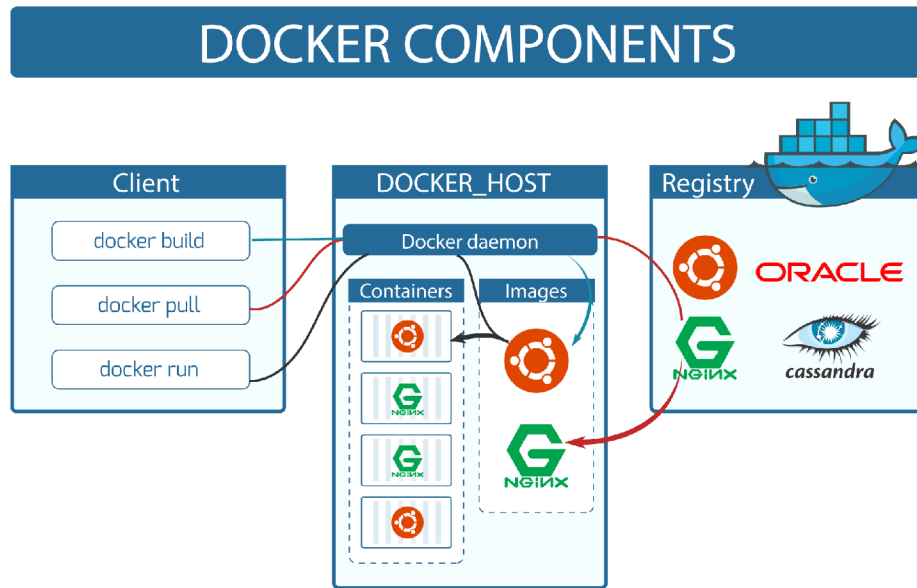 DOCKER COMPONENTS
Client
docker build
docker pull
docker run
DOCKER_HOST
Docker daemon
Containers
NGINX
NGINX
Images
NGINX
Registry
ORACLE
NGINX
cassandra